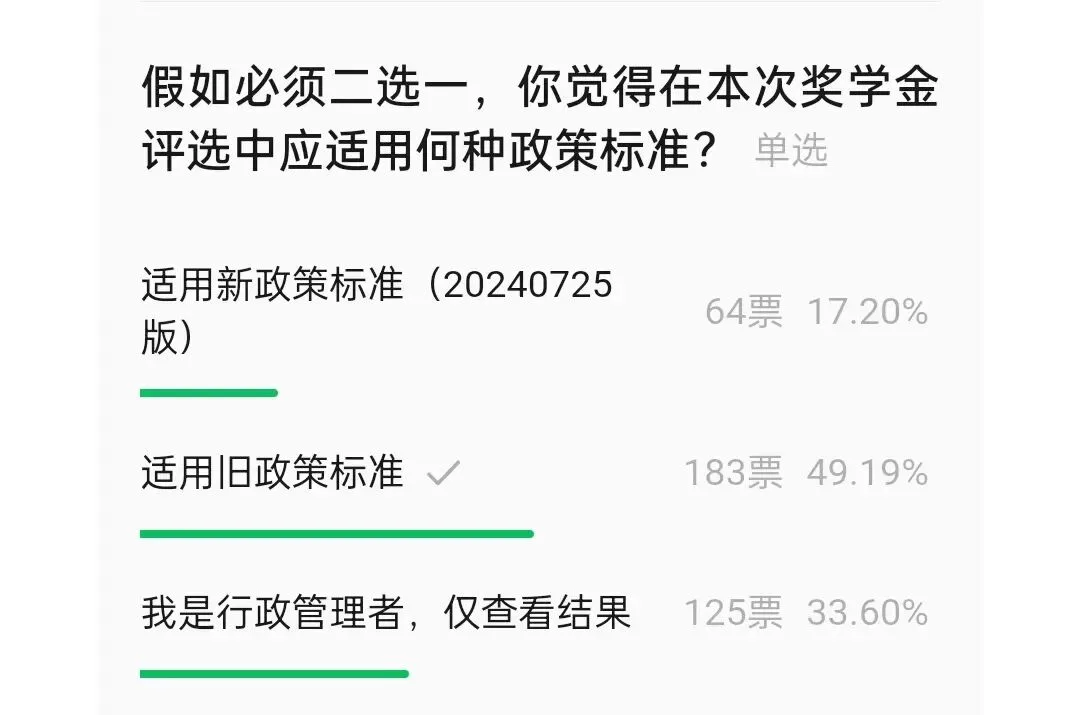 假如必须二选一，你觉得在本次奖学金
评选中应适用何种政策标准？ 单选
适用新政策标准（20240725
版）
64票 17.20%
适用旧政策标准 183票 49.19%
我是行政管理者，仅查看结果 125票 33.60%